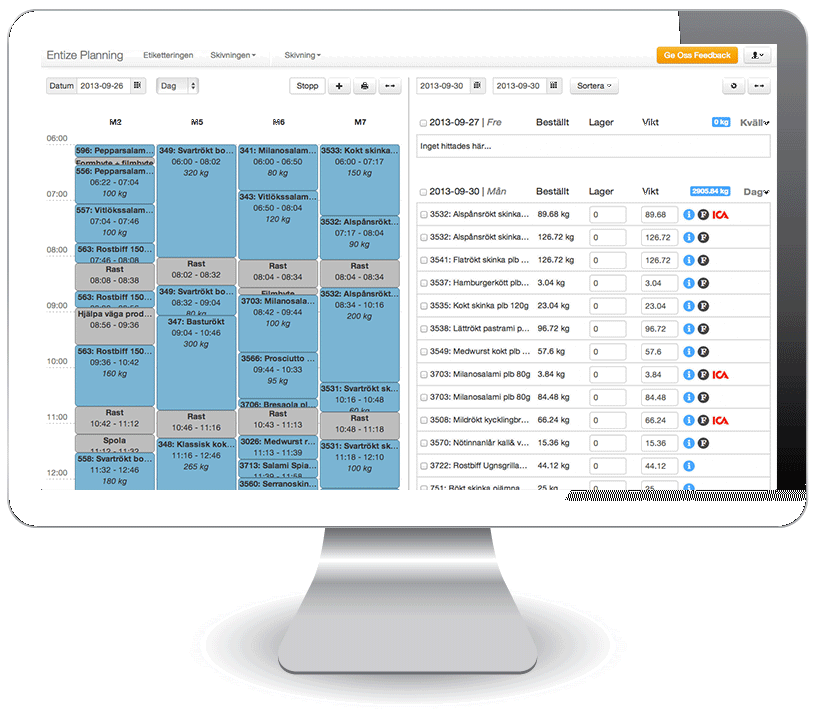 Entize Planning Etiketteringen Skivningen Skivning Ge Oss Feedback
Datum 2013-09-26 Dag Stopp
M2 M5 M6 M7
06:00
07:00
08:00
09:00
10:00
11:00
12:00
596: Pepparsalam...
Formbyte + filmbyte
556: Pepparsalam...
06:22 - 07:04
100 kg
557: Vitlökssalam...
07:04 - 07:46
100 kg
563: Rostbiff 150...
07:46 - 08:08
Rast
08:08 - 08:38
563: Rostbiff 150...
Hjälpa väga prod...
08:56 - 09:36
563: Rostbiff 150...
09:36 - 10:42
160 kg
Rast
10:42 - 11:12
Spola
11:12 - 11:32
558: Svartrökt bo...
11:32 - 12:46
180 kg
349: Svartrökt bo...
06:00 - 08:02
320 kg
Rast
08:02 - 08:32
349: Svartrökt bo...
08:32 - 09:04
80 kg
347: Basturökt
09:04 - 10:46
300 kg
Rast
10:46 - 11:16
348: Klassisk kok...
11:16 - 12:46
265 kg
341: Milanosalam...
06:00 - 06:50
80 kg
343: Vitlökssalam...
06:50 - 08:04
120 kg
Rast
08:04 - 08:34
Filmbyte
3703: Milanosala...
08:42 - 09:44
100 kg
3566: Prosciutto ...
09:44 - 10:33
95 kg
3706: Bresaola pl...
Rast
10:43 - 11:13
3026: Medwurst r...
11:13 - 11:39
3713: Salami Spia...
11:39 - 11:58
3560: Serranoskin...
3533: Kokt skinka...
06:00 - 07:17
150 kg
3532: Alspånsrökt...
07:17 - 08:04
90 kg
Rast
08:04 - 08:34
3532: Alspånsrökt...
08:34 - 10:16
200 kg
3531: Svartrökt sk...
10:16 - 10:48
60 kg
Rast
10:48 - 11:18
3531: Svartrökt sk...
11:18 - 12:10
100 kg
2013-09-30 2013-09-30 Sortera
2013-09-27 | Fre Beställt Lager Vikt 0 kg Kväll
Inget hittades här...
2013-09-30 | Mån Beställt Lager Vikt 2905.84 kg Dag
3532: Alspånsrökt skinka... 89.68 kg 0 89.68 i F ICA
3532: Alspånsrökt skinka... 126.72 kg 0 126.72 i F
3541: Flatrökt skinka plb ... 126.72 kg 0 126.72 i F
3537: Hamburgerkött plb... 3.04 kg 0 3.04 i F
3535: Kokt skinka plb 120g 23.04 kg 0 23.04 i F
3538: Lättrökt pastrami p... 96.72 kg 0 96.72 i F
3549: Medwurst kokt plb ... 57.6 kg 0 57.6 i F
3703: Milanosalami plb 80g 3.84 kg 0 3.84 i F ICA
3703: Milanosalami plb 80g 84.48 kg 0 84.48 i F
3508: Mildrökt kycklingbr... 66.24 kg 0 66.24 i F ICA
3570: Nötinnanlår kall& v... 15.36 kg 0 15.36 i F
3722: Rostbiff Ugnsgrilla... 44.12 kg 0 44.12 i
751: Rökt skinka ojämna... 25 kg 0 25 i